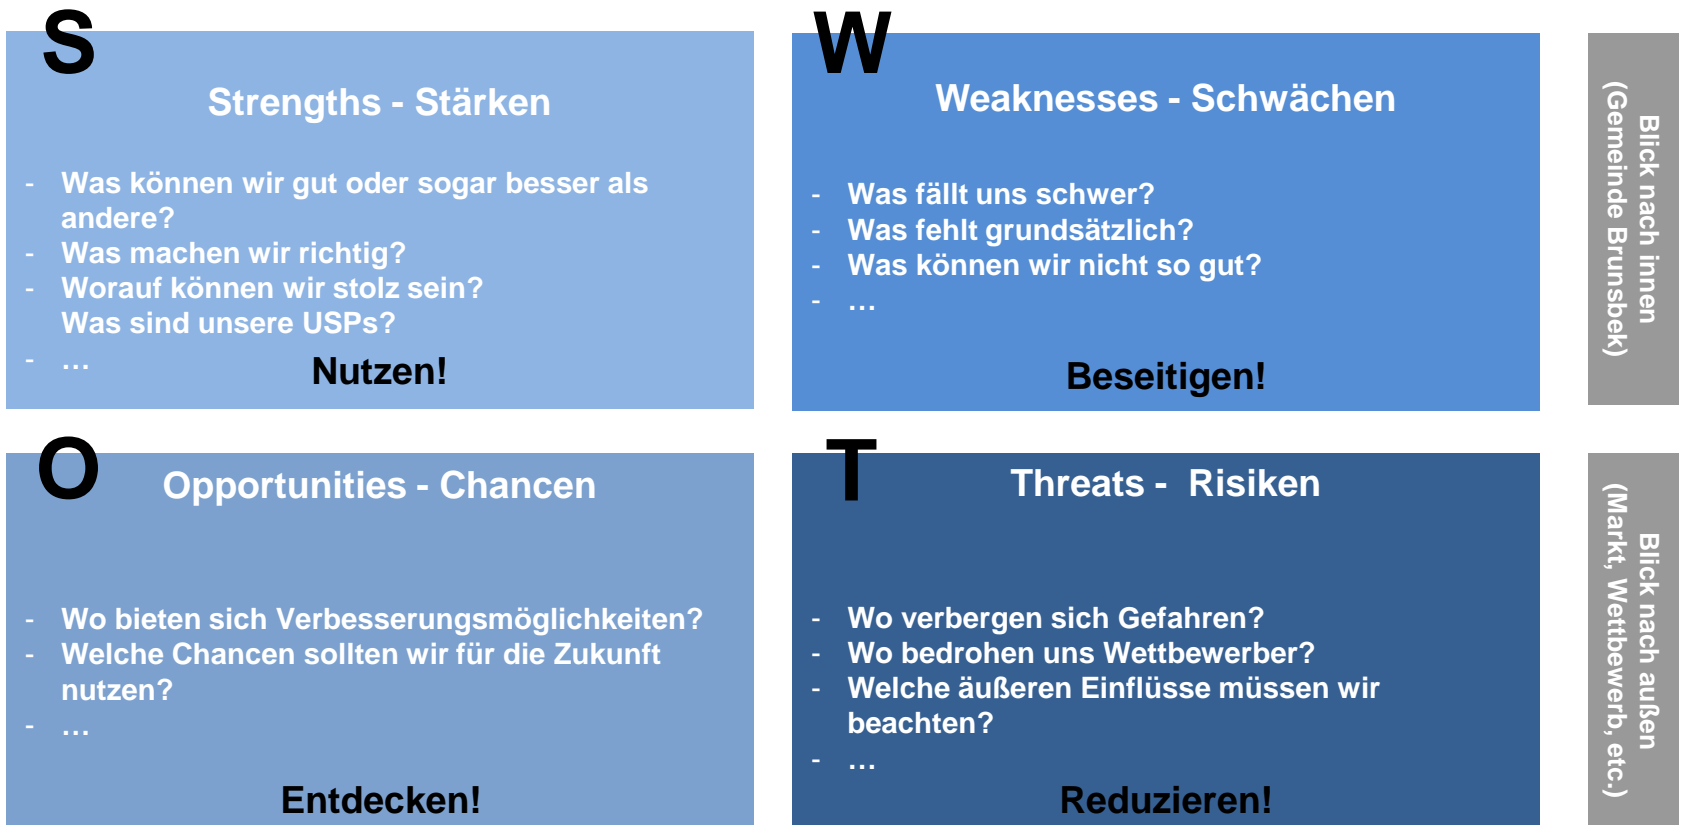 S
Strengths - Stärken
- Was können wir gut oder sogar besser als
andere?
- Was machen wir richtig?
- Worauf können wir stolz sein?
Was sind unsere USPs?
- …
Nutzen!
W
Weaknesses - Schwächen
- Was fällt uns schwer?
- Was fehlt grundsätzlich?
- Was können wir nicht so gut?
- …
Beseitigen!
Blick nach innen
(Gemeinde Brunsbek)
O
Opportunities - Chancen
- Wo bieten sich Verbesserungsmöglichkeiten?
- Welche Chancen sollten wir für die Zukunft
nutzen?
- …
Entdecken!
T
Threats - Risiken
- Wo verbergen sich Gefahren?
- Wo bedrohen uns Wettbewerber?
- Welche äußeren Einflüsse müssen wir
beachten?
- …
Reduzieren!
Blick nach außen
(Markt, Wettbewerb, etc.)